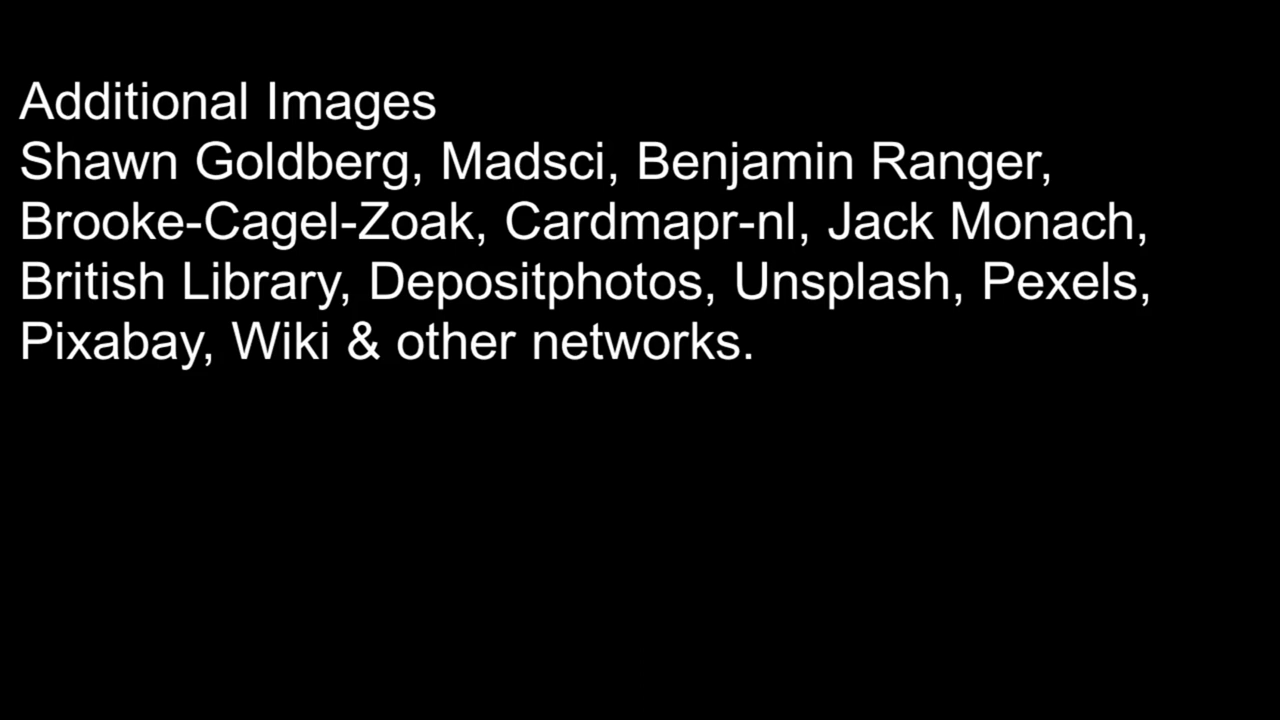 Additional Images
Shawn Goldberg, Madsci, Benjamin Ranger,
Brooke-Cagel-Zoak, Cardmapr-nl, Jack Monach,
British Library, Depositphotos, Unsplash, Pexels,
Pixabay, Wiki & other networks.